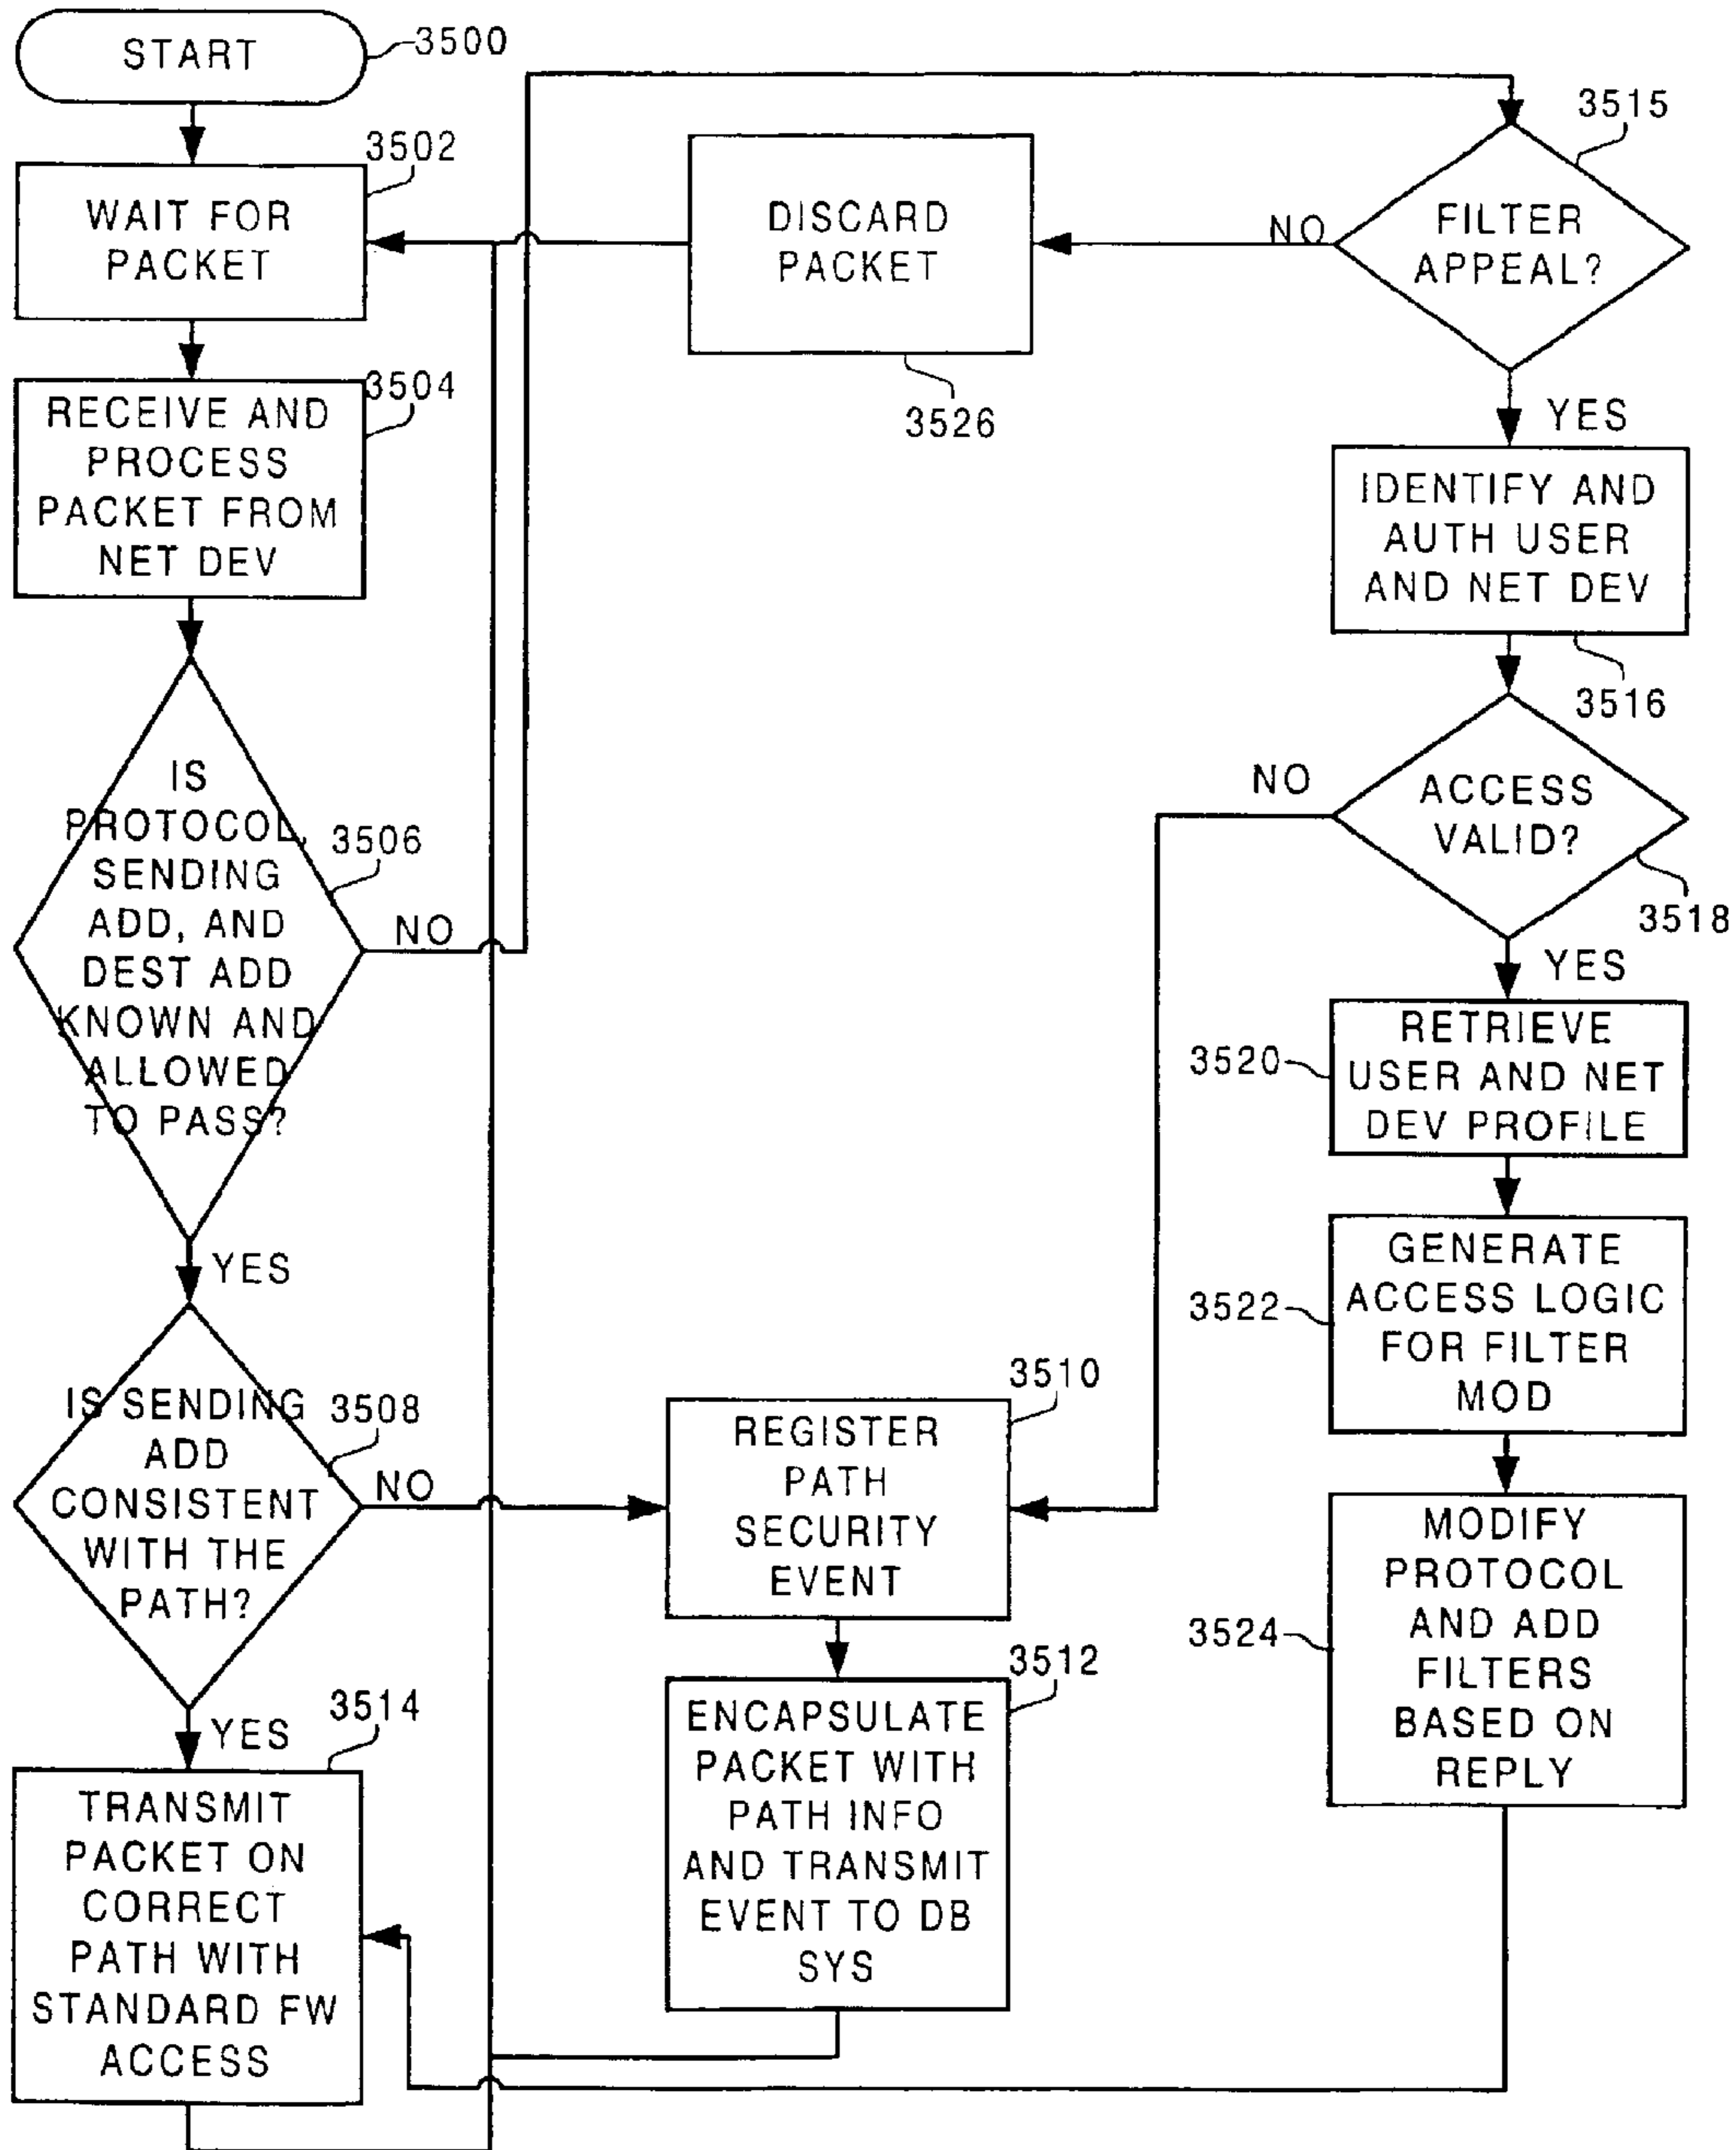 START
3500
WAIT FOR
PACKET
3502
RECEIVE AND
PROCESS
PACKET FROM
NET DEV
3504
IS
PROTOCOL,
SENDING
ADD, AND
DEST ADD
KNOWN AND
ALLOWED
TO PASS?
3506
NO
YES
IS SENDING
ADD
CONSISTENT
WITH THE
PATH?
3508
NO
YES
TRANSMIT
PACKET ON
CORRECT
PATH WITH
STANDARD FW
ACCESS
3514
DISCARD
PACKET
3526
REGISTER
PATH
SECURITY
EVENT
3510
ENCAPSULATE
PACKET WITH
PATH INFO
AND TRANSMIT
EVENT TO DB
SYS
3512
FILTER
APPEAL?
3515
NO
YES
IDENTIFY AND
AUTH USER
AND NET DEV
3516
ACCESS
VALID?
3518
NO
YES
RETRIEVE
USER AND NET
DEV PROFILE
3520
GENERATE
ACCESS LOGIC
FOR FILTER
MOD
3522
MODIFY
PROTOCOL
AND ADD
FILTERS
BASED ON
REPLY
3524